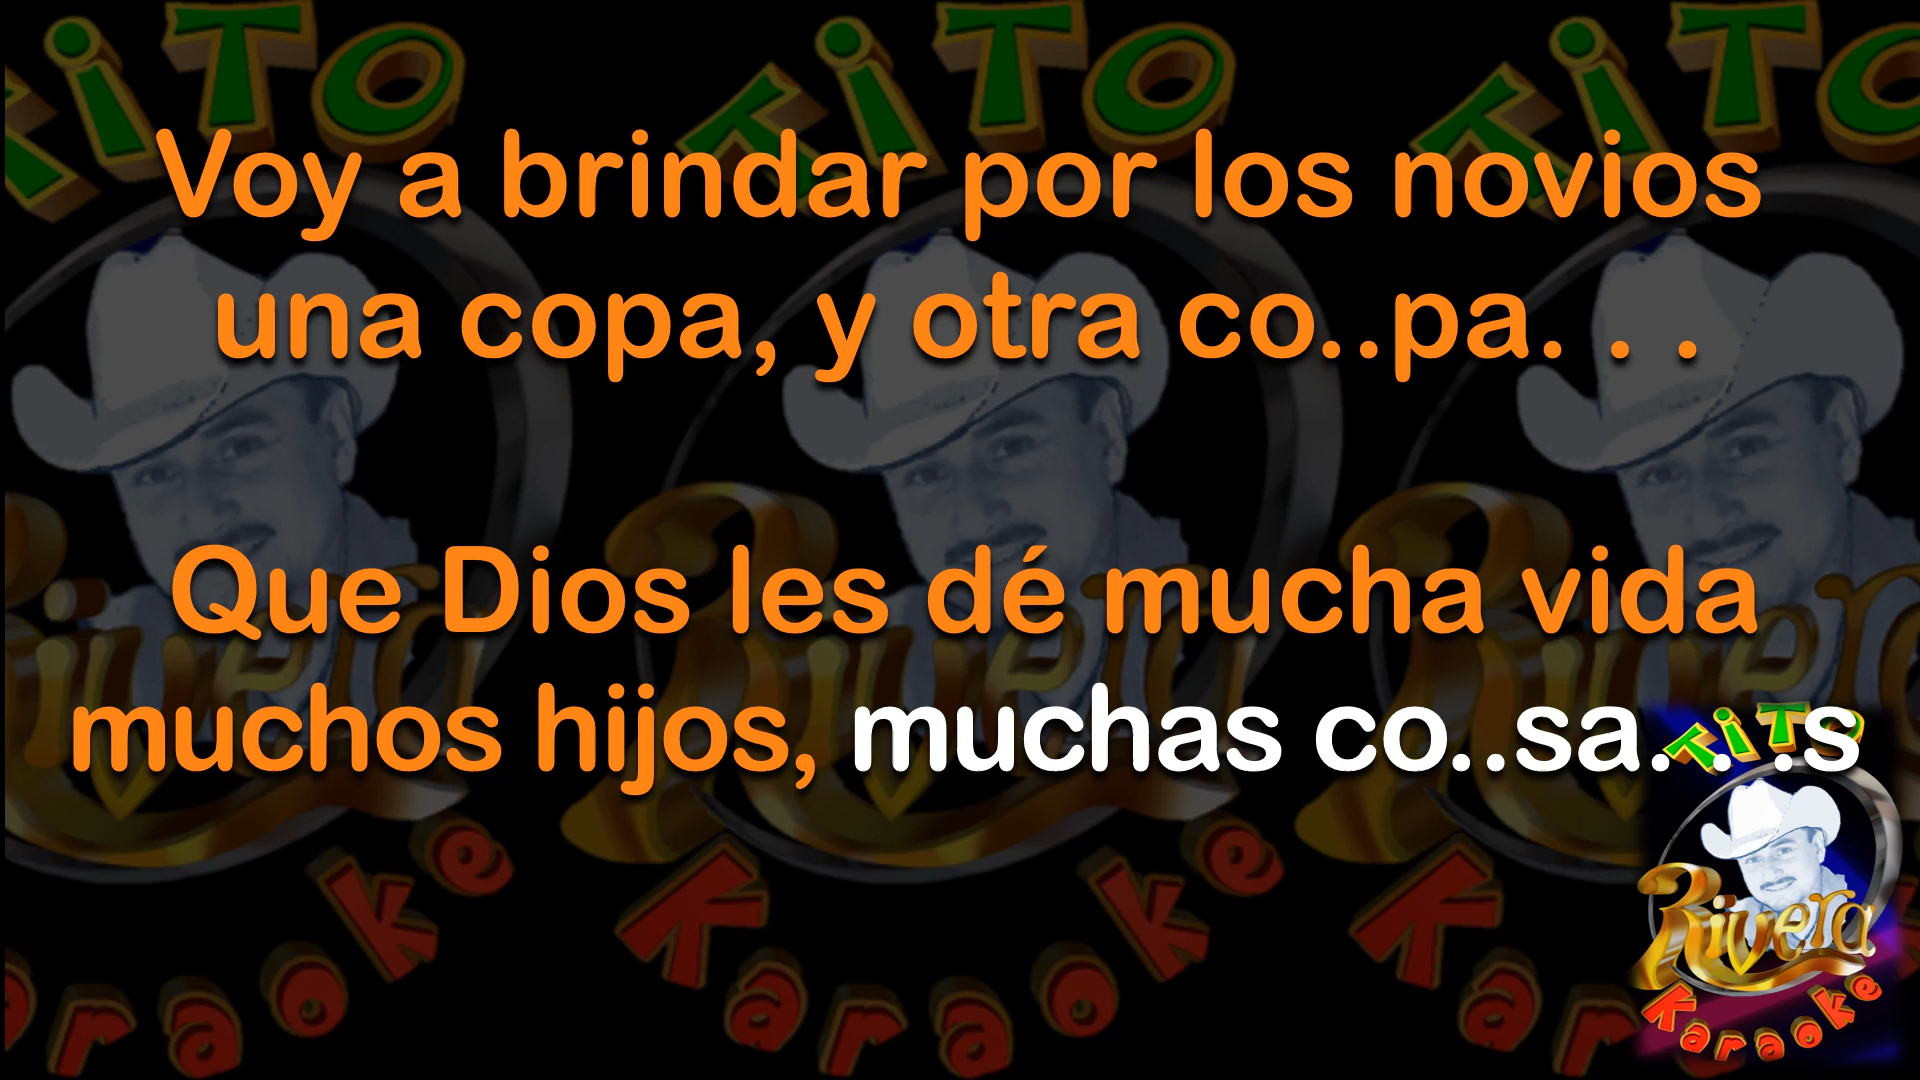 Voy a brindar por los novios
una copa, y otra co..pa. . .
Que Dios les dé mucha vida
muchos hijos, muchas co..sa. . .s
TiTO
Rivera
Karaoke